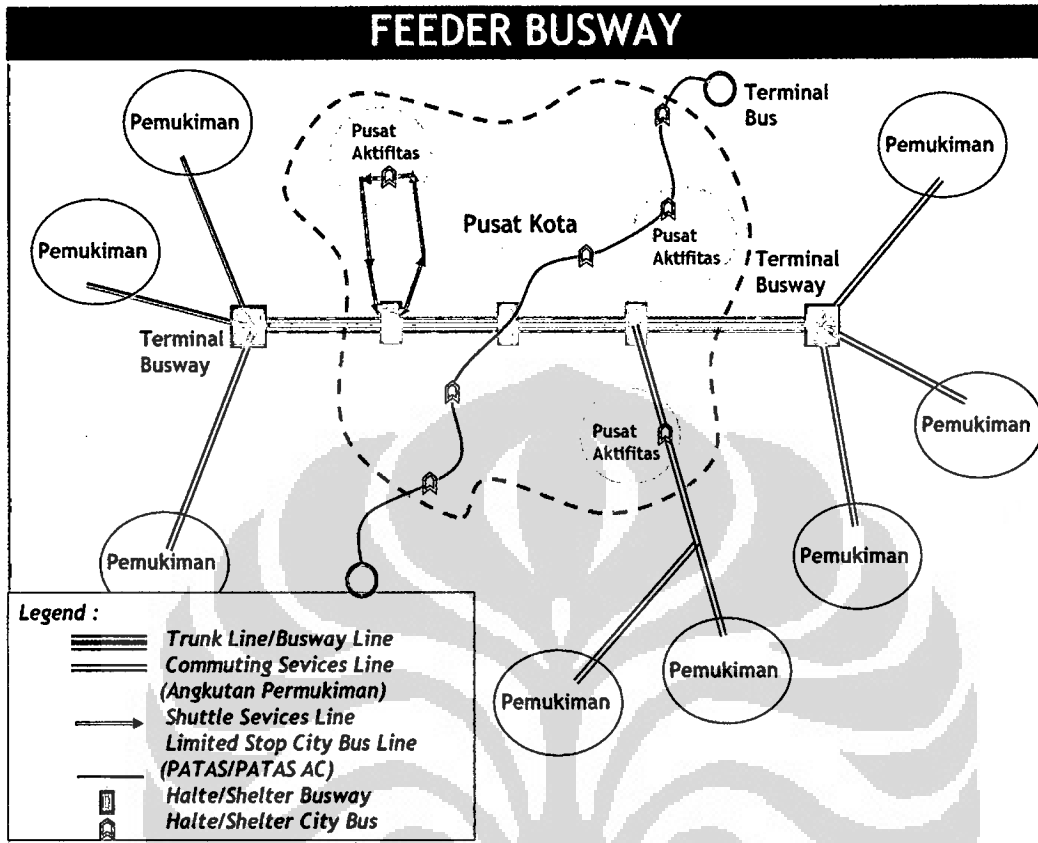 FEEDER BUSWAY
Pemukiman
Pusat
Aktifitas
Terminal
Bus
Pemukiman
Pemukiman
Pusat Kota
Pusat
Aktifitas
Terminal
Busway
Terminal
Busway
Pemukiman
Pusat
Aktifitas
Pemukiman
Pemukiman
Pemukiman
Pemukiman
Legend :
Trunk Line/Busway Line
Commuting Sevices Line
(Angkutan Permukiman)
Shuttle Sevices Line
Limited Stop City Bus Line
(PATAS/PATAS AC)
Halte/Shelter Busway
Halte/Shelter City Bus